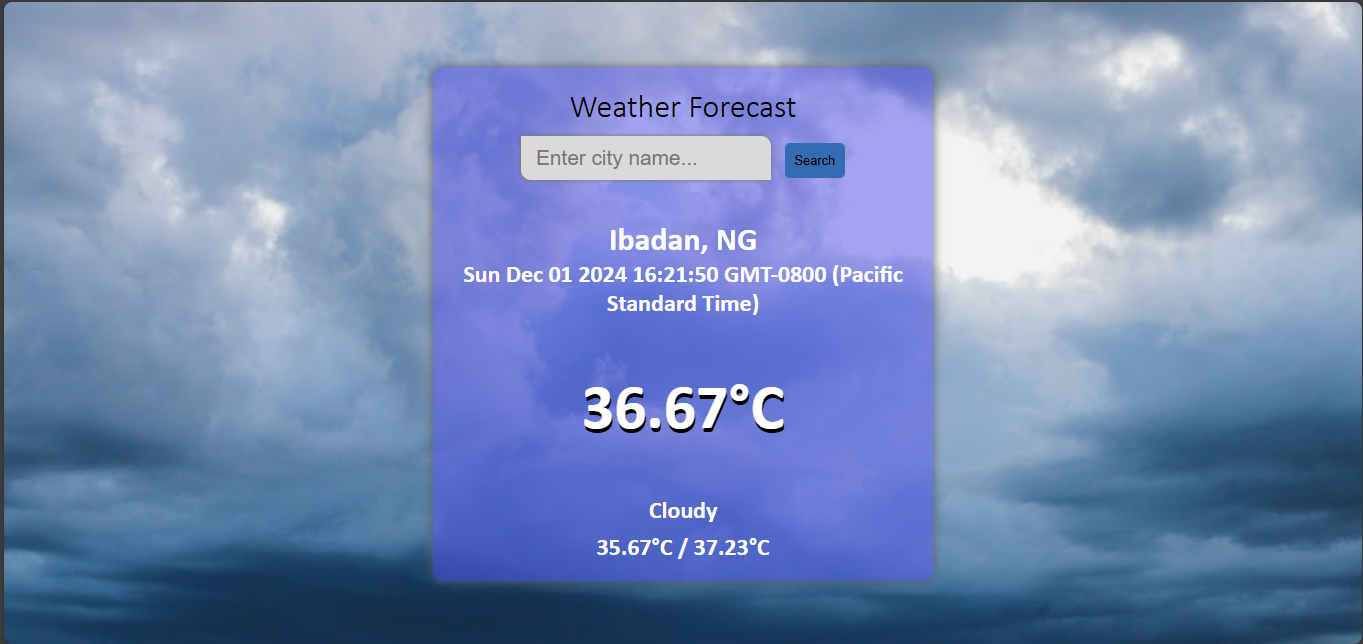 Weather Forecast
Enter city name...
Search
Ibadan, NG
Sun Dec 01 2024 16:21:50 GMT-0800 (Pacific
Standard Time)
36.67°C
Cloudy
35.67°C / 37.23°C